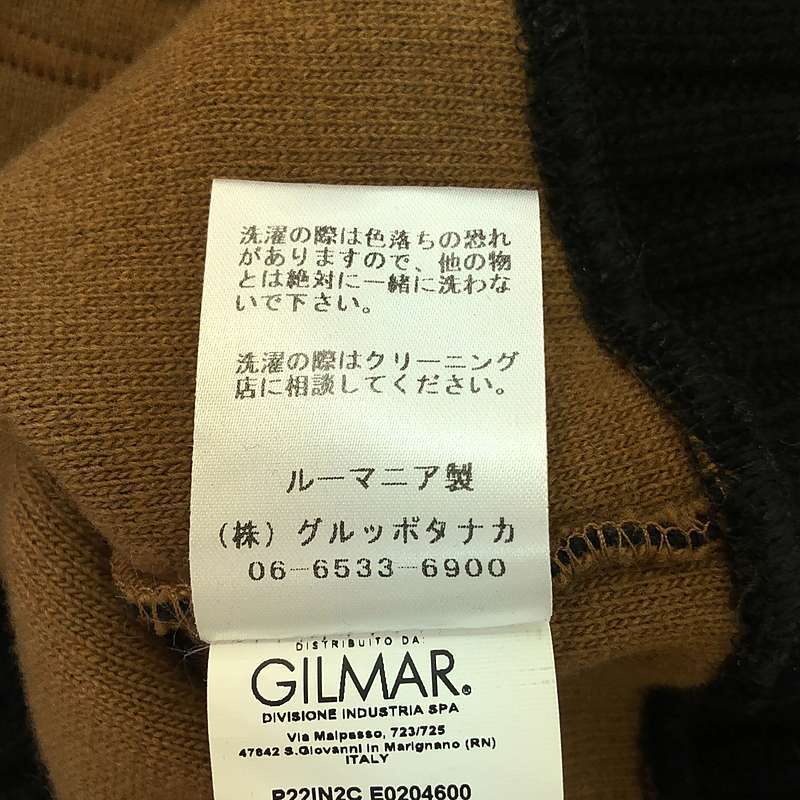 洗濯の際は色落ちの恐れ
がありますので、他の物
とは絶対に一緒に洗わな
いで下さい。
洗濯の際はクリーニング
店に相談してください。
ルーマニア製
(株)グルッポタナカ
06-6533-6900
DISTRIBUITO DA:
GILMAR®
DIVISIONE INDUSTRIA SPA
Via Malpasso, 723/725
47842 S.Giovanni in Marignano (RN)
ITALY
P22IN2C E0204600